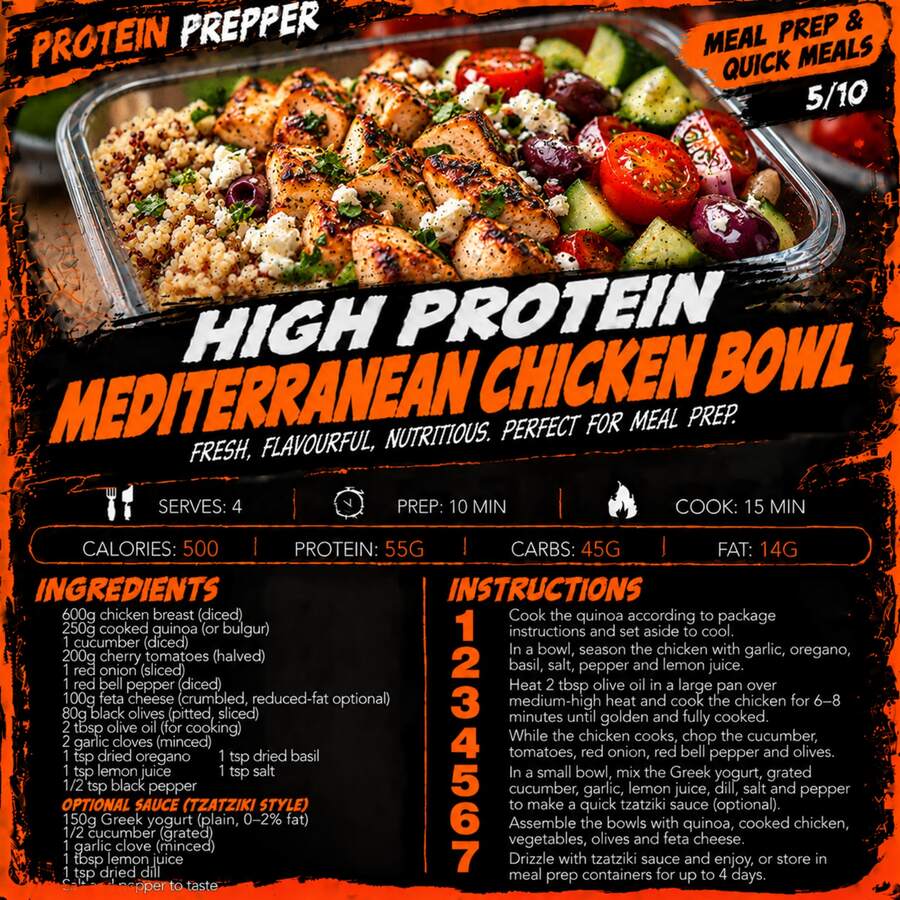 PROTEIN PREPPER
MEAL PREP &
QUICK MEALS
5/10
HIGH PROTEIN
MEDITERRANEAN CHICKEN BOWL
FRESH, FLAVOURFUL, NUTRITIOUS. PERFECT FOR MEAL PREP.
SERVES: 4 PREP: 10 MIN COOK: 15 MIN
CALORIES: 500 PROTEIN: 55G CARBS: 45G FAT: 14G
INGREDIENTS
600g chicken breast (diced)
250g cooked quinoa (or bulgur)
1 cucumber (diced)
200g cherry tomatoes (halved)
1 red onion (sliced)
1 red bell pepper (diced)
100g feta cheese (crumbled, reduced-fat optional)
80g black olives (pitted, sliced)
2 tbsp olive oil (for cooking)
2 garlic cloves (minced)
1 tsp dried oregano 1 tsp dried basil
1 tsp lemon juice 1 tsp salt
1/2 tsp black pepper
OPTIONAL SAUCE (TZATZIKI STYLE)
150g Greek yogurt (plain, 0–2% fat)
1/2 cucumber (grated)
1 garlic clove (minced)
1 tbsp lemon juice
1 tsp dried dill
Salt and pepper to taste
INSTRUCTIONS
1 Cook the quinoa according to package
instructions and set aside to cool.
2 In a bowl, season the chicken with garlic, oregano,
basil, salt, pepper and lemon juice.
3 Heat 2 tbsp olive oil in a large pan over
medium-high heat and cook the chicken for 6–8
minutes until golden and fully cooked.
4 While the chicken cooks, chop the cucumber,
tomatoes, red onion, red bell pepper and olives.
5 In a small bowl, mix the Greek yogurt, grated
cucumber, garlic, lemon juice, dill, salt and pepper
to make a quick tzatziki sauce (optional).
6 Assemble the bowls with quinoa, cooked chicken,
vegetables, olives and feta cheese.
7 Drizzle with tzatziki sauce and enjoy, or store in
meal prep containers for up to 4 days.